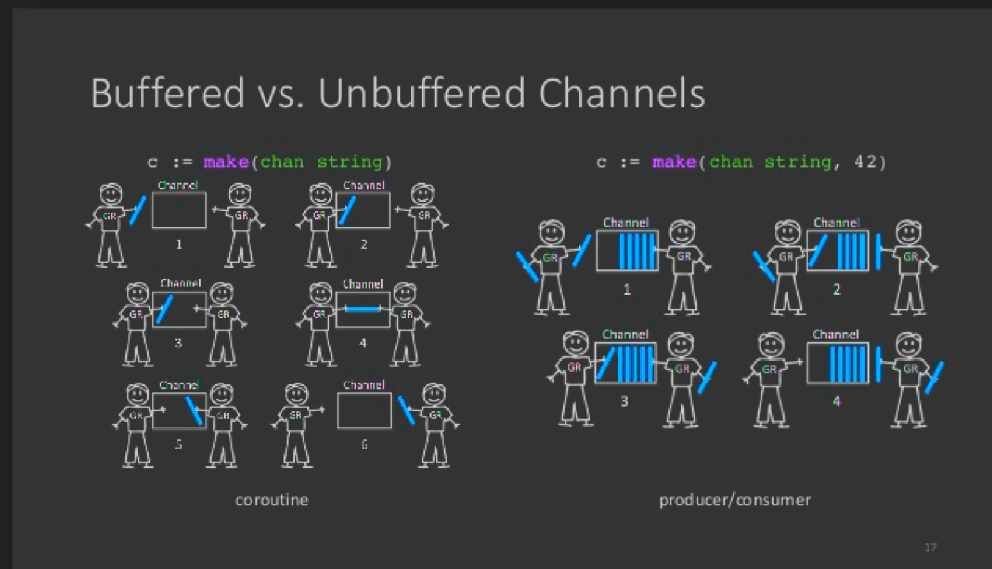 Buffered vs. Unbuffered Channels
c := make(chan string)
Channel
GR
GR
1
Channel
GR
GR
2
Channel
GR
GR
3
Channel
GR
GR
4
Channel
GR
GR
5
Channel
GR
GR
6
coroutine
c := make(chan string, 42)
Channel
GR
GR
1
Channel
GR
GR
2
Channel
GR
GR
3
Channel
GR
GR
4
producer/consumer
17